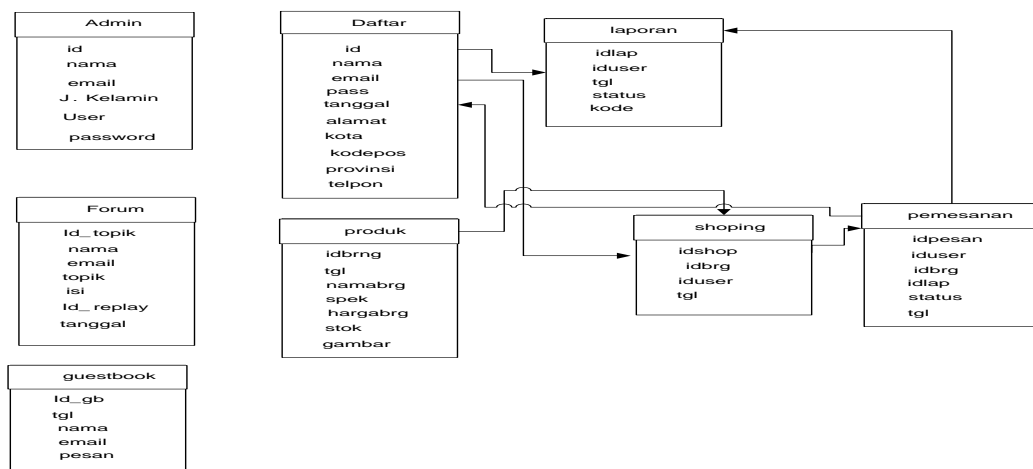 Admin
id
nama
email
J. Kelamin
User
password
Daftar
id
nama
email
pass
tanggal
alamat
kota
kodepos
provinsi
telpon
laporan
idlap
iduser
tgl
status
kode
Forum
Id_topik
nama
email
topik
isi
Id_replay
tanggal
produk
idbrng
tgl
namabrg
spek
hargabrg
stok
gambar
shoping
idshop
idbrg
iduser
tgl
pemesanan
idpesan
iduser
idbrg
idlap
status
tgl
guestbook
Id_gb
tgl
nama
email
pesan